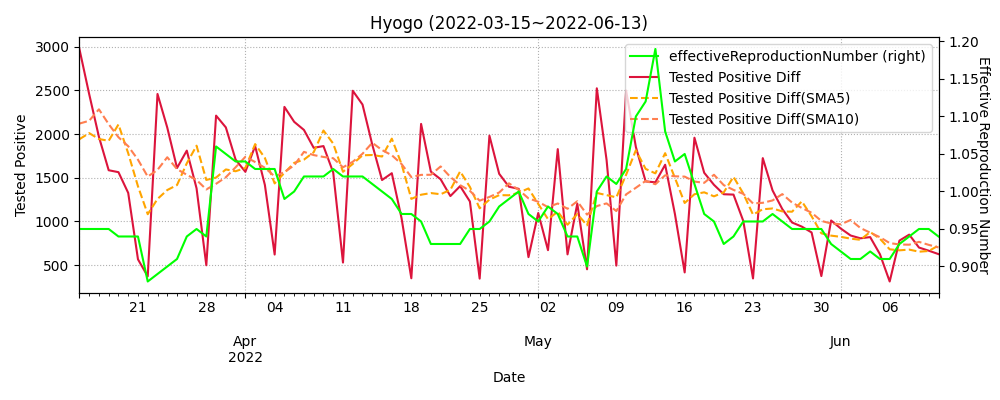 Hyogo (2022-03-15~2022-06-13)
effectiveReproductionNumber (right)
Tested Positive Diff
Tested Positive Diff(SMA5)
Tested Positive Diff(SMA10)
Tested Positive
3000
2500
2000
1500
1000
500
1.20
1.15
1.10
1.05
1.00
0.95
0.90
Effective Reproduction Number
21 28 04 11 18 25 02 09 16 23 30 06
Apr May Jun
2022
Date